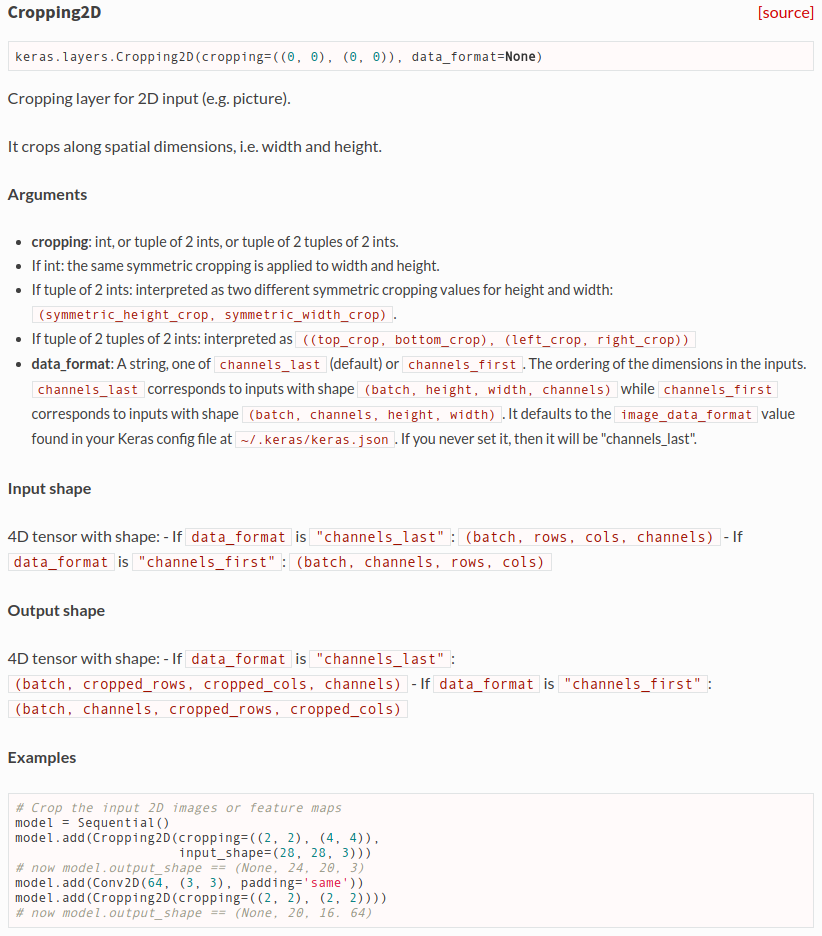 Cropping2D [source]
keras.layers.Cropping2D(cropping=((0, 0), (0, 0)), data_format=None)
Cropping layer for 2D input (e.g. picture).
It crops along spatial dimensions, i.e. width and height.
Arguments
• cropping: int, or tuple of 2 ints, or tuple of 2 tuples of 2 ints.
• If int: the same symmetric cropping is applied to width and height.
• If tuple of 2 ints: interpreted as two different symmetric cropping values for height and width:
(symmetric_height_crop, symmetric_width_crop).
• If tuple of 2 tuples of 2 ints: interpreted as ((top_crop, bottom_crop), (left_crop, right_crop))
• data_format: A string, one of channels_last (default) or channels_first. The ordering of the dimensions in the inputs.
channels_last corresponds to inputs with shape (batch, height, width, channels) while channels_first
corresponds to inputs with shape (batch, channels, height, width). It defaults to the image_data_format value
found in your Keras config file at ~/.keras/keras.json. If you never set it, then it will be "channels_last".
Input shape
4D tensor with shape: - If data_format is "channels_last": (batch, rows, cols, channels) - If
data_format is "channels_first": (batch, channels, rows, cols)
Output shape
4D tensor with shape: - If data_format is "channels_last":
(batch, cropped_rows, cropped_cols, channels) - If data_format is "channels_first":
(batch, channels, cropped_rows, cropped_cols)
Examples
# Crop the input 2D images or feature maps
model = Sequential()
model.add(Cropping2D(cropping=((2, 2), (4, 4)),
input_shape=(28, 28, 3)))
# now model.output_shape == (None, 24, 20, 3)
model.add(Conv2D(64, (3, 3), padding='same'))
model.add(Cropping2D(cropping=((2, 2), (2, 2))))
# now model.output_shape == (None, 20, 16. 64)